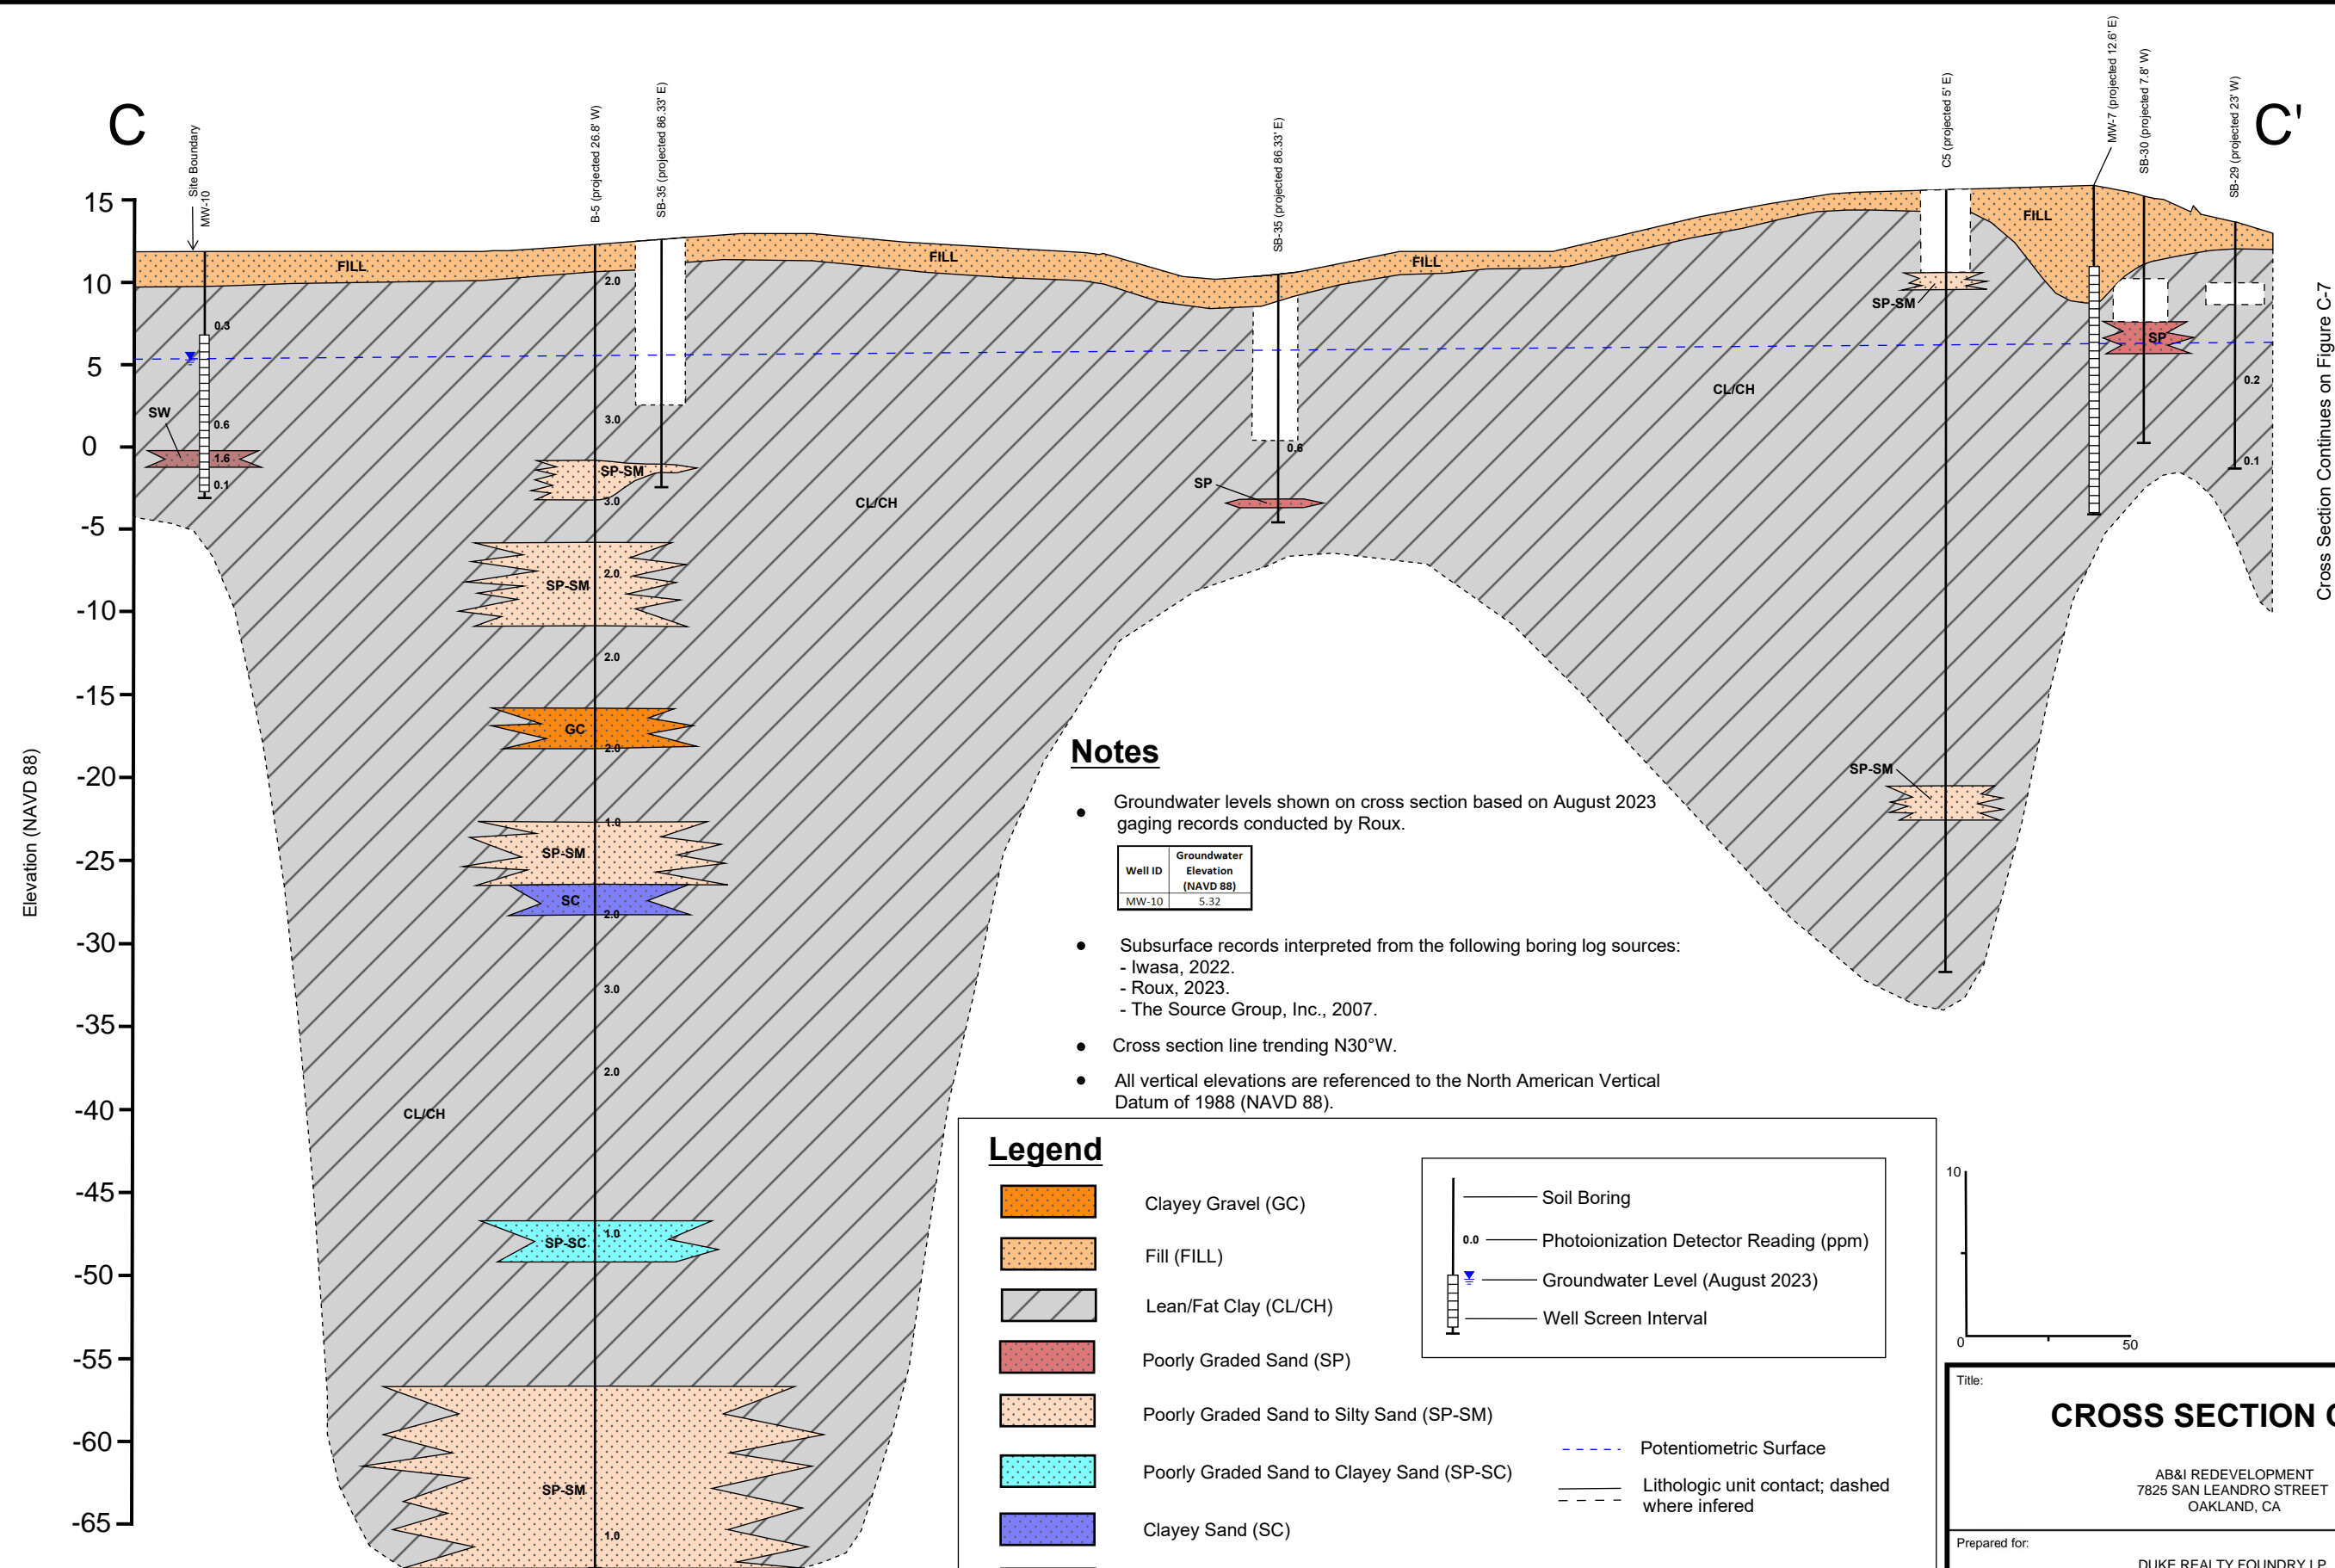 C
C'
Site Boundary
MW-10
B-5 (projected 26.8' W)
SB-35 (projected 86.33' E)
SB-35 (projected 86.33' E)
C5 (projected 5' E)
MW-7 (projected 12.6' E)
SB-30 (projected 7.8' W)
SB-29 (projected 23' W)
Elevation (NAVD 88)
15
10
5
0
-5
-10
-15
-20
-25
-30
-35
-40
-45
-50
-55
-60
-65
FILL
FILL
FILL
FILL
0.3
SW
0.6
1.6
0.1
2.0
3.0
SP-SM
3.0
SP-SM
2.0
2.0
GC
2.0
1.0
SP-SM
SC
2.0
3.0
2.0
CL/CH
SP-SC
1.0
SP-SM
1.0
CL/CH
0.6
SP
CL/CH
SP-SM
SP-SM
SP
0.2
0.1
Cross Section Continues on Figure C-7
Notes
● Groundwater levels shown on cross section based on August 2023
gaging records conducted by Roux.
Well ID
Groundwater
Elevation
(NAVD 88)
MW-10 5.32
● Subsurface records interpreted from the following boring log sources:
- Iwasa, 2022.
- Roux, 2023.
- The Source Group, Inc., 2007.
● Cross section line trending N30°W.
● All vertical elevations are referenced to the North American Vertical
Datum of 1988 (NAVD 88).
Legend
Clayey Gravel (GC)
Fill (FILL)
Lean/Fat Clay (CL/CH)
Poorly Graded Sand (SP)
Poorly Graded Sand to Silty Sand (SP-SM)
Poorly Graded Sand to Clayey Sand (SP-SC)
Clayey Sand (SC)
Soil Boring
0.0 Photoionization Detector Reading (ppm)
Groundwater Level (August 2023)
Well Screen Interval
Potentiometric Surface
Lithologic unit contact; dashed
where infered
10
0
50
Title:
CROSS SECTION
AB&I REDEVELOPMENT
7825 SAN LEANDRO STREET
OAKLAND, CA
Prepared for:
DUKE REALTY FOUNDRY LP